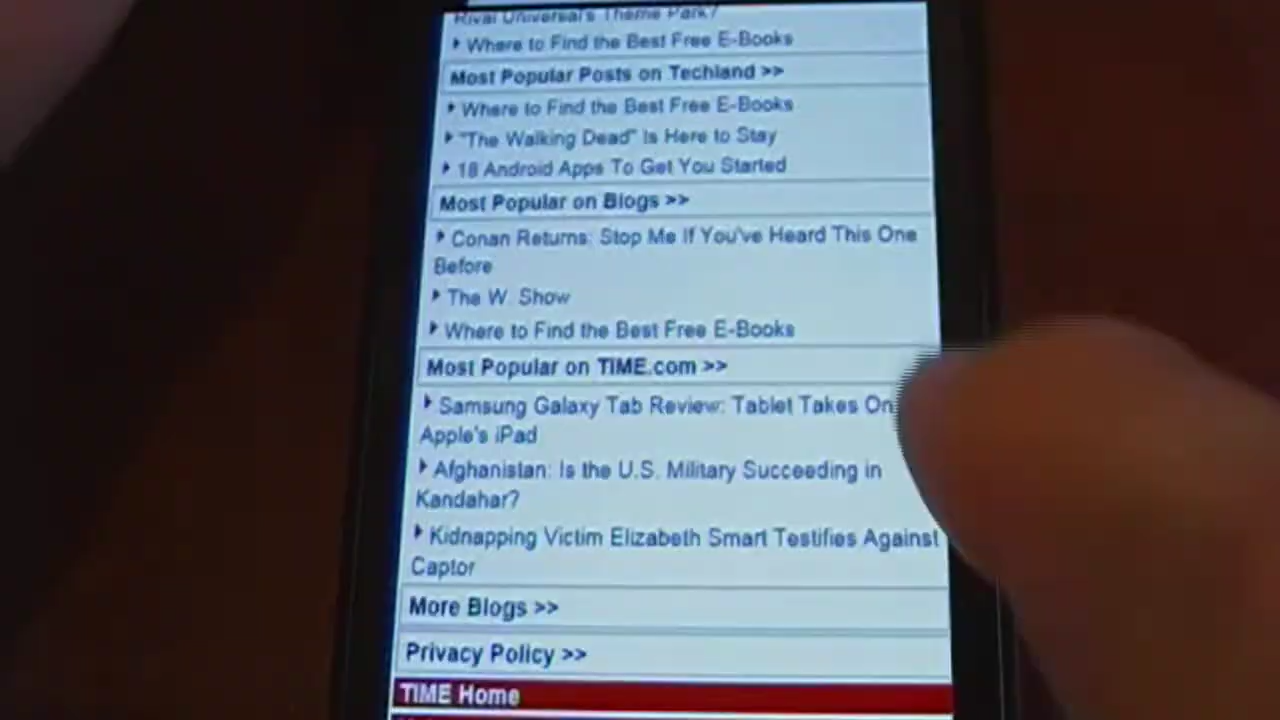 Rival Universal's Theme Park?
Where to Find the Best Free E-Books
Most Popular Posts on Techland >>
Where to Find the Best Free E-Books
"The Walking Dead" Is Here to Stay
18 Android Apps To Get You Started
Most Popular on Blogs >>
Conan Returns: Stop Me If You've Heard This One
Before
The W. Show
Where to Find the Best Free E-Books
Most Popular on TIME.com >>
Samsung Galaxy Tab Review: Tablet Takes On
Apple's iPad
Afghanistan: Is the U.S. Military Succeeding in
Kandahar?
Kidnapping Victim Elizabeth Smart Testifies Against
Captor
More Blogs >>
Privacy Policy >>
TIME Home